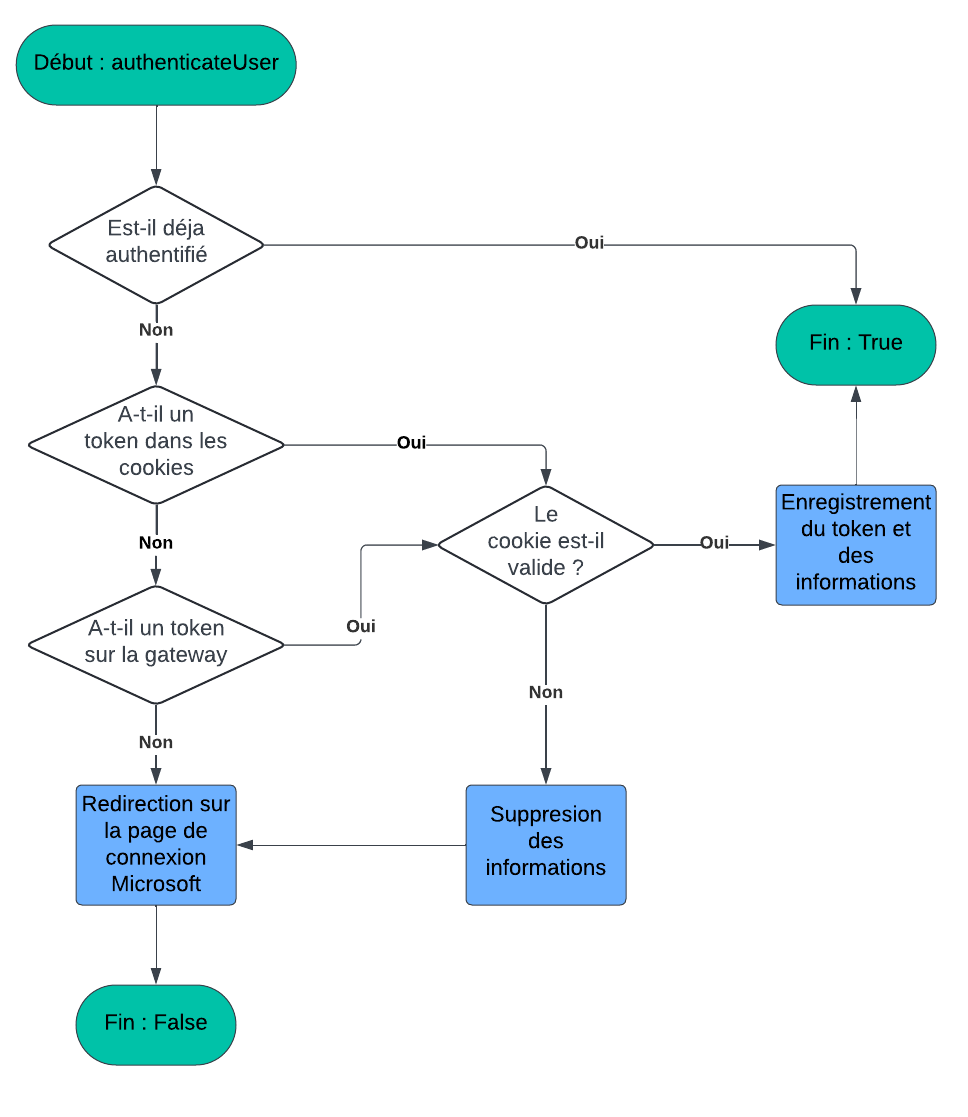 Début : authenticateUser
Est-il déja
authentifié
Oui
Non
Fin : True
A-t-il un
token dans les
cookies
Oui
Non
Le
cookie est-il
valide ?
Oui
Enregistrement
du token et
des
informations
A-t-il un token
sur la gateway
Oui
Non
Non
Redirection sur
la page de
connexion
Microsoft
Suppresion
des
informations
Fin : False